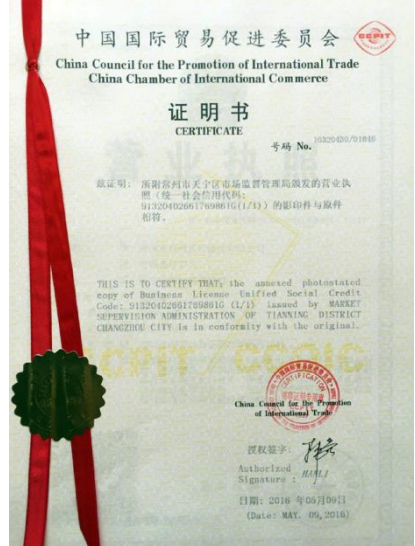 中国国际贸易促进委员会
CCPIT
China Council for the Promotion of International Trade
China Chamber of International Commerce
证明书
CERTIFICATE
号码 No.
兹证明: 所附常州市天宁区市场监督管理局颁发的营业执
照(统一社会信用代码:
91320402661769861G(1/1))的影印件与原件
相符。
THIS IS TO CERTIFY THAT: the annexed photostated
copy of Business License Unified Social Credit
Code: 91320402661769861G (1/1) issued by MARKET
SUPERVISION ADMINISTRATION OF TIANNING DISTRICT
CHANGZHOU CITY is in conformity with the original.
CCPIT CCOIC
China Council for the Promotion
of International Trade
CERTIFICATION
授权签字:
Authorized
Signature :
日期: 2016 年05月09日
(Date: MAY. 09,2016)